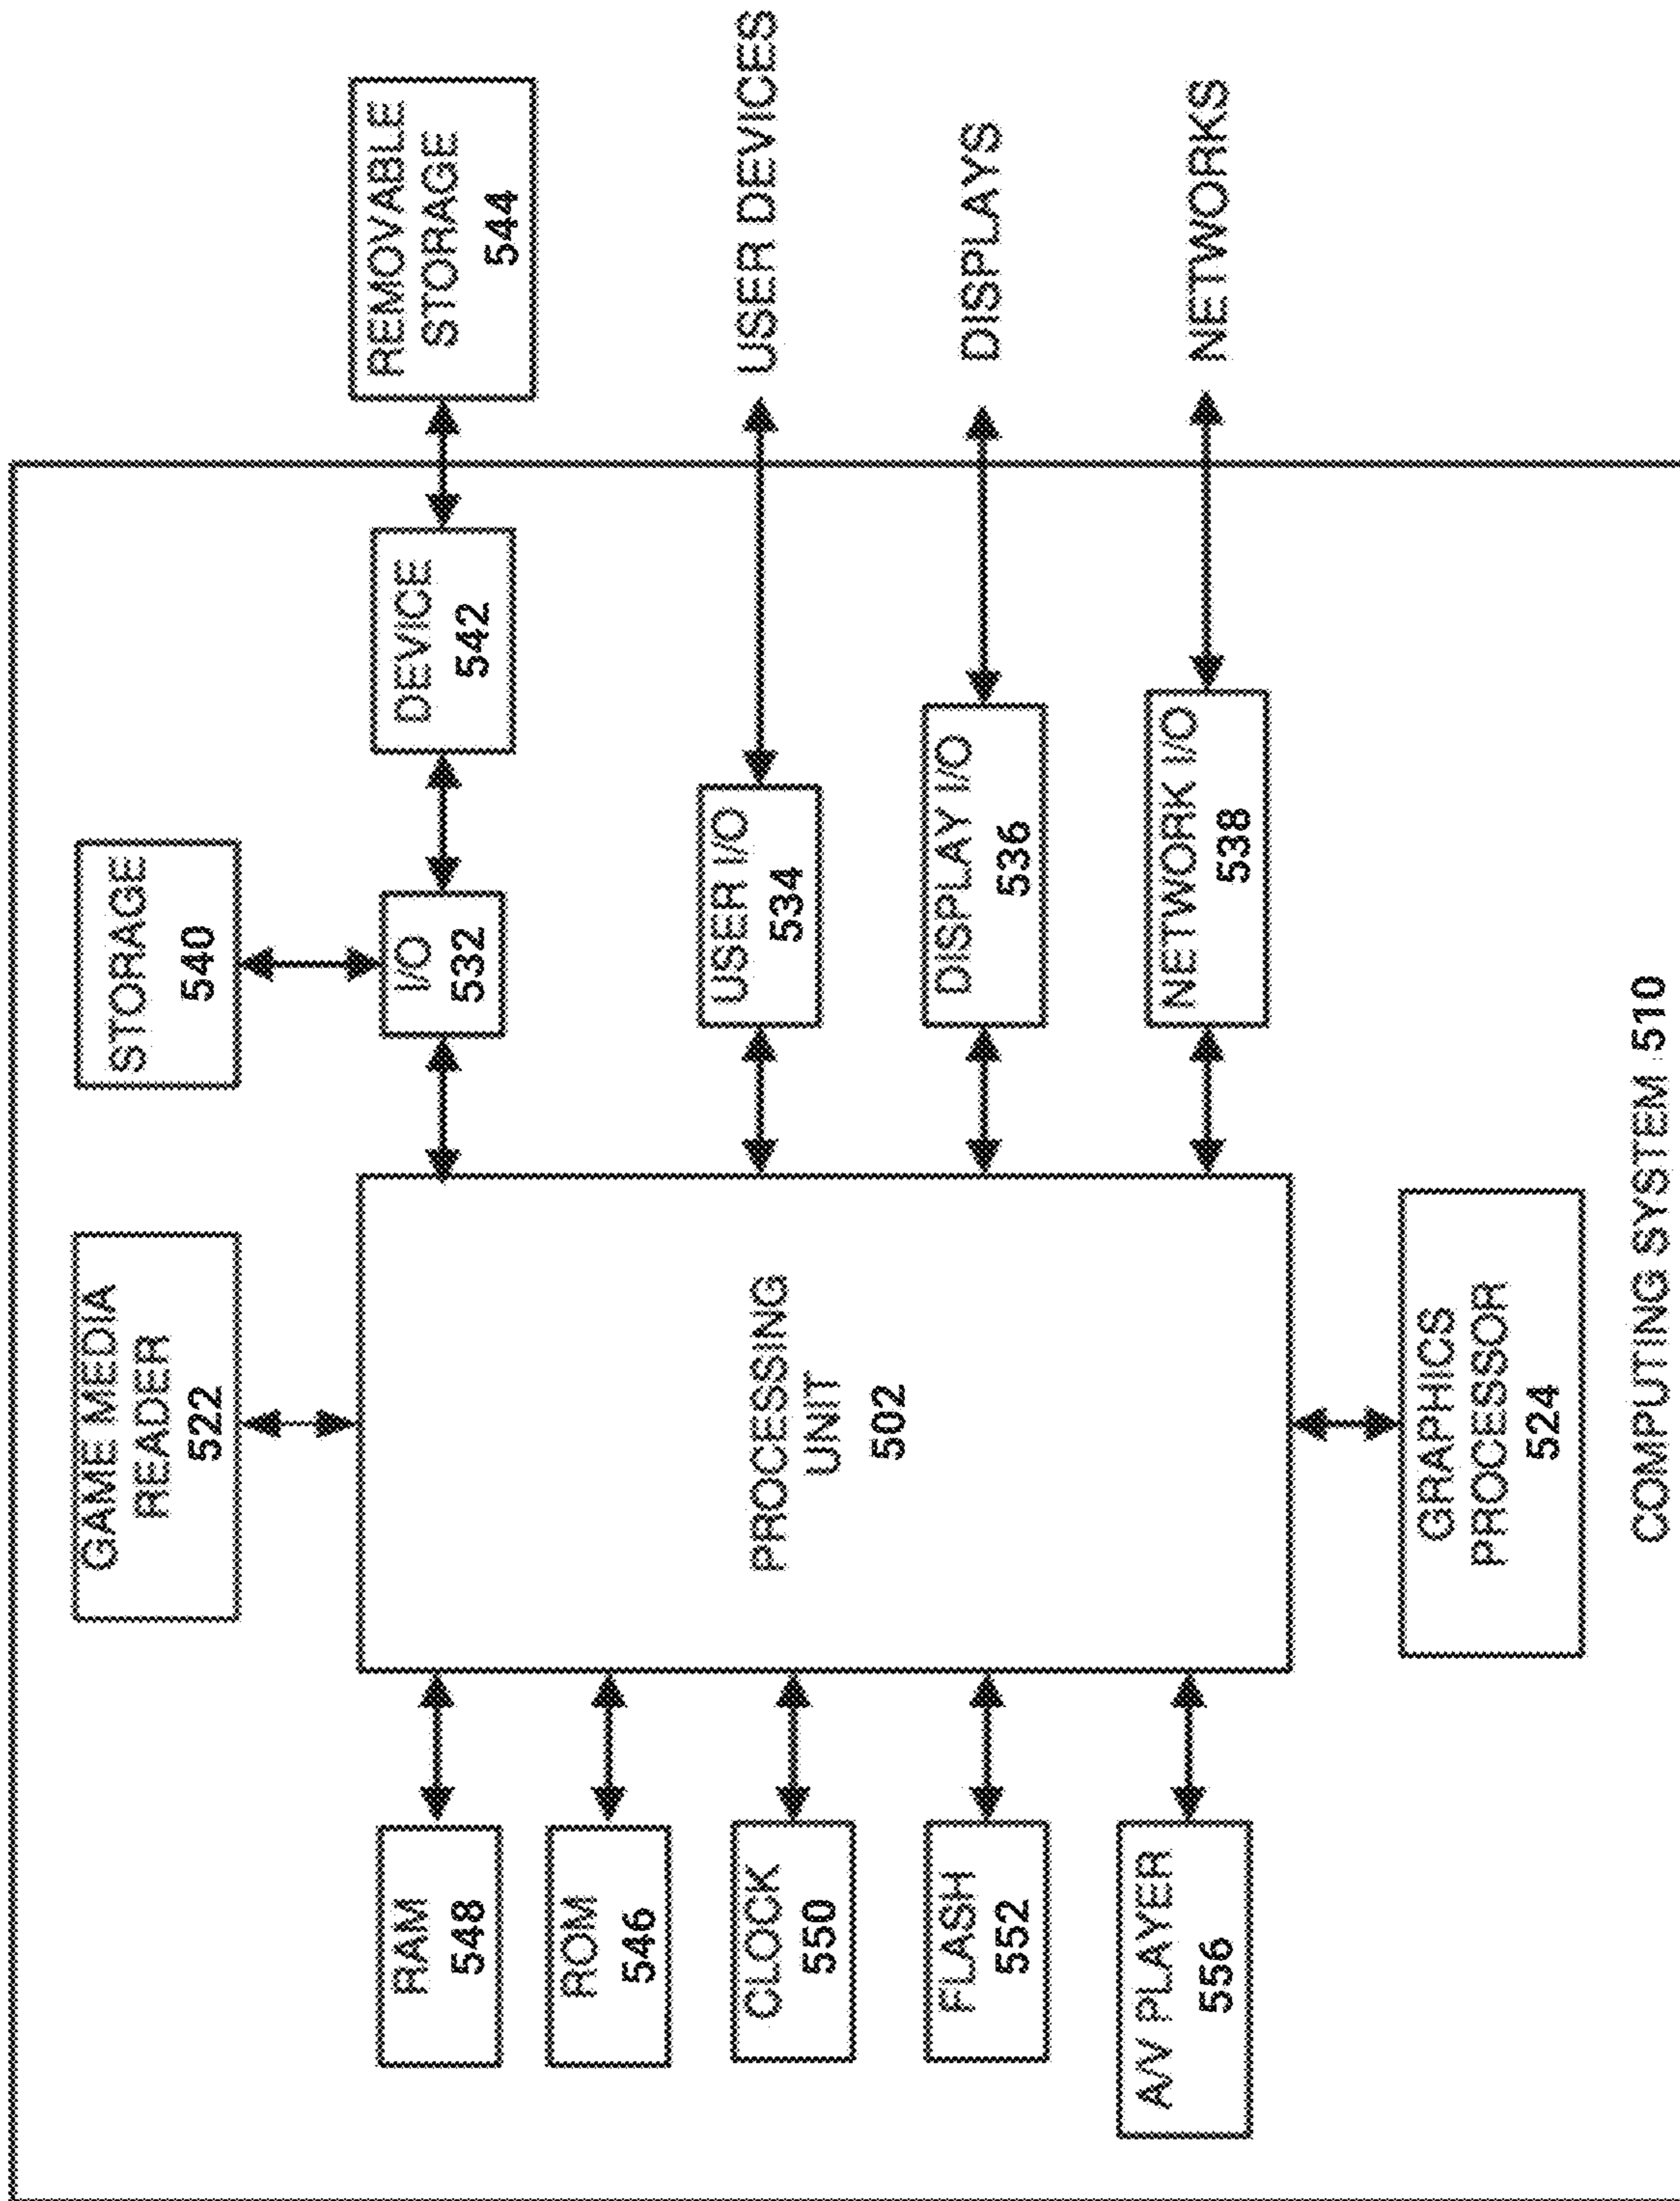 GAME MEDIA
READER
522
STORAGE
540
RAM
548
ROM
546
CLOCK
550
FLASH
552
A/V PLAYER
556
PROCESSING
UNIT
502
I/O
532
DEVICE
542
REMOVABLE
STORAGE
544
USER I/O
534
USER DEVICES
DISPLAY I/O
536
DISPLAYS
NETWORK I/O
538
NETWORKS
GRAPHICS
PROCESSOR
524
COMPUTING SYSTEM 510